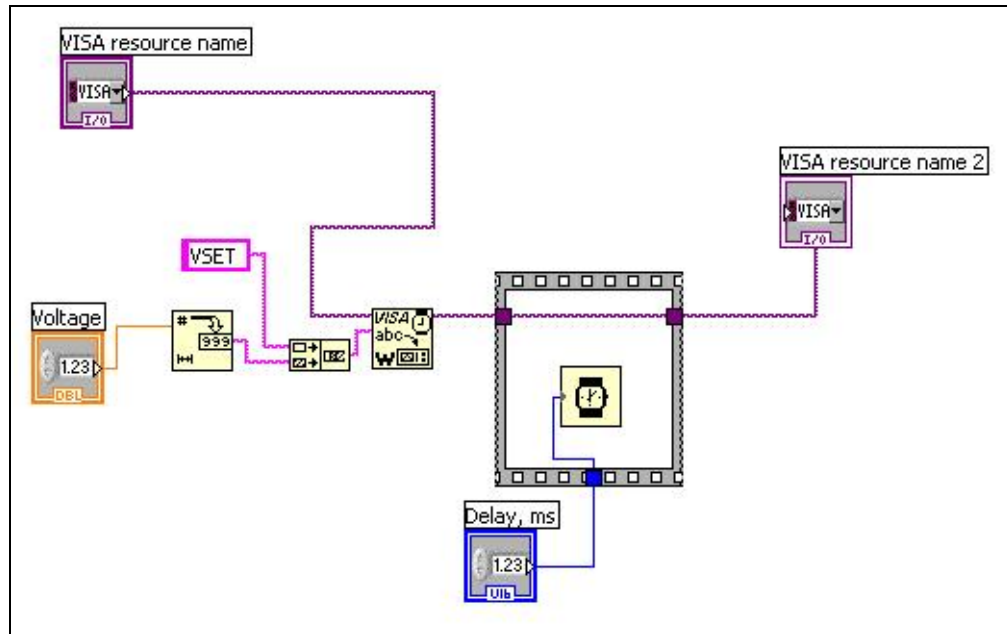 VISA resource name
VISA
I/O
VISA resource name 2
VISA
I/O
VSET
Voltage
1.23
DBL
#
999
VISA
abc
W
Delay, ms
1.23
U16